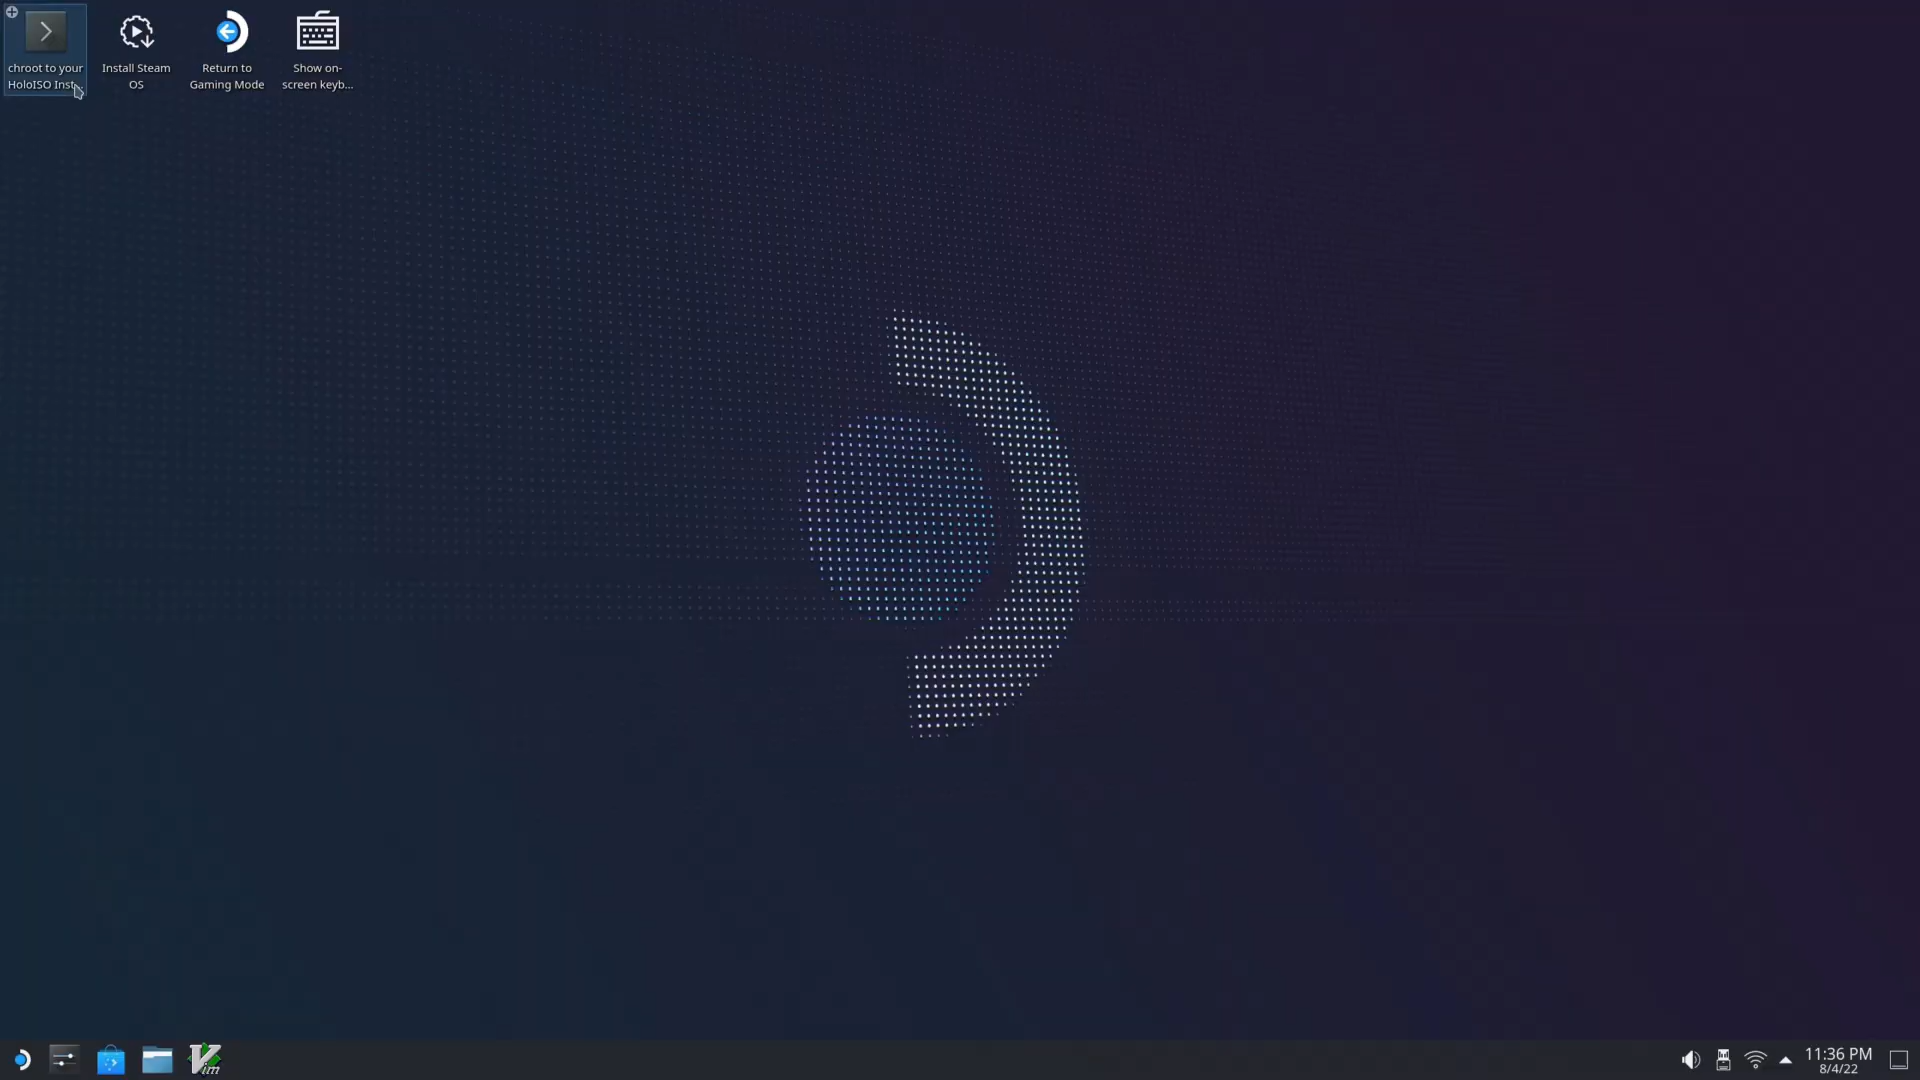 chroot to your
HoloISO Inst...
Install Steam
OS
Return to
Gaming Mode
Show on-
screen keyb...
Vim
11:36 PM
8/4/22